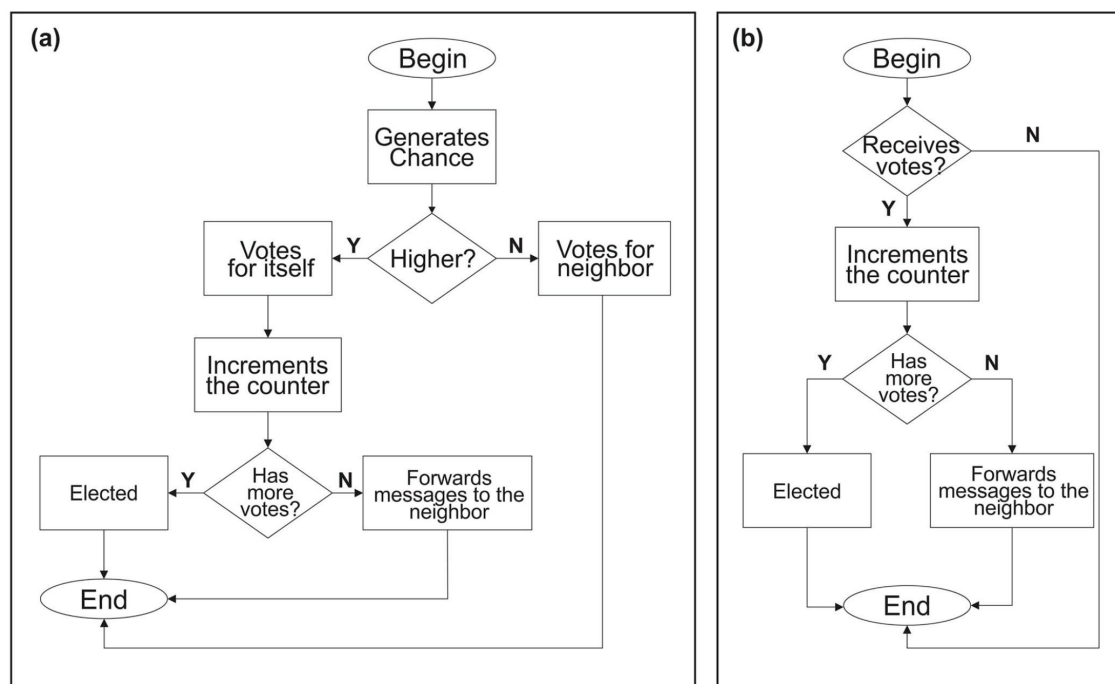 (a)
Begin
Generates
Chance
Higher?
Y
N
Votes
for itself
Votes for
neighbor
Increments
the counter
Has
more
votes?
Y
N
Elected
Forwards
messages to the
neighbor
End
(b)
Begin
Receives
votes?
N
Y
Increments
the counter
Has
more
votes?
Y
N
Elected
Forwards
messages to the
neighbor
End